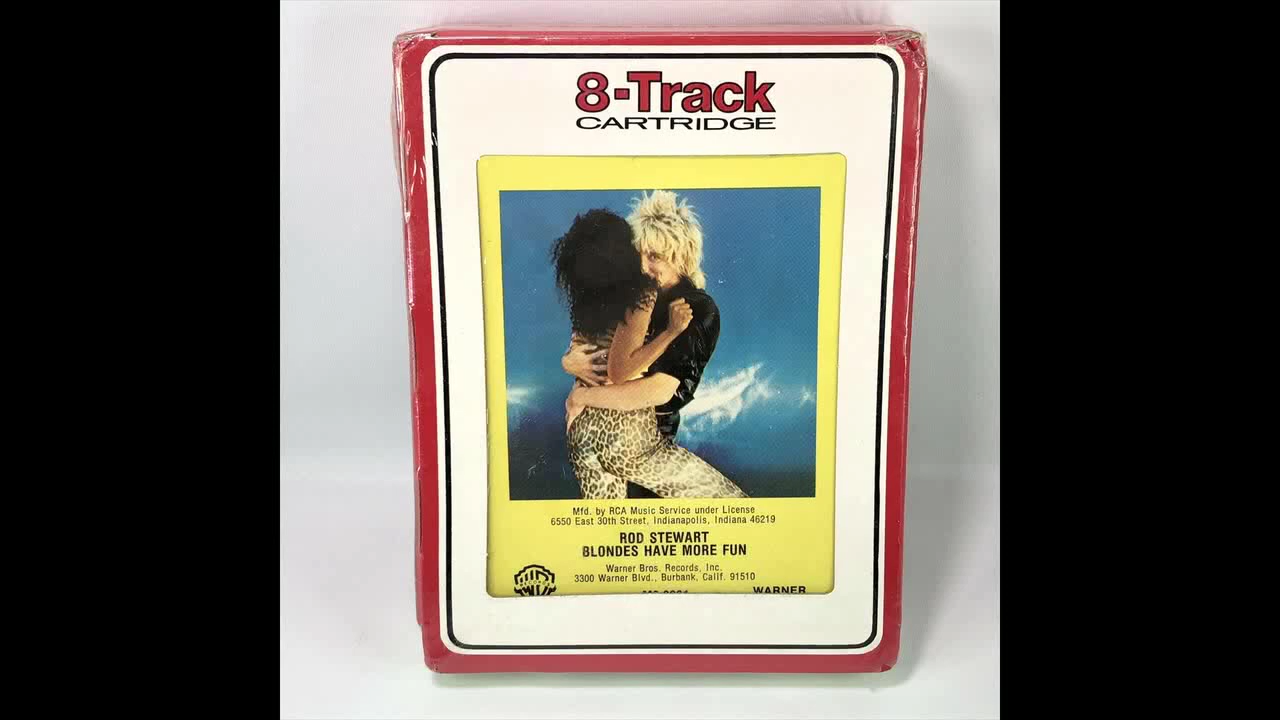 8-Track
CARTRIDGE
Mfd. by RCA Music Service under License
6550 East 30th Street, Indianapolis, Indiana 46219
ROD STEWART
BLONDES HAVE MORE FUN
Warner Bros. Records, Inc.
3300 Warner Blvd., Burbank, Calif. 91510
WARNER